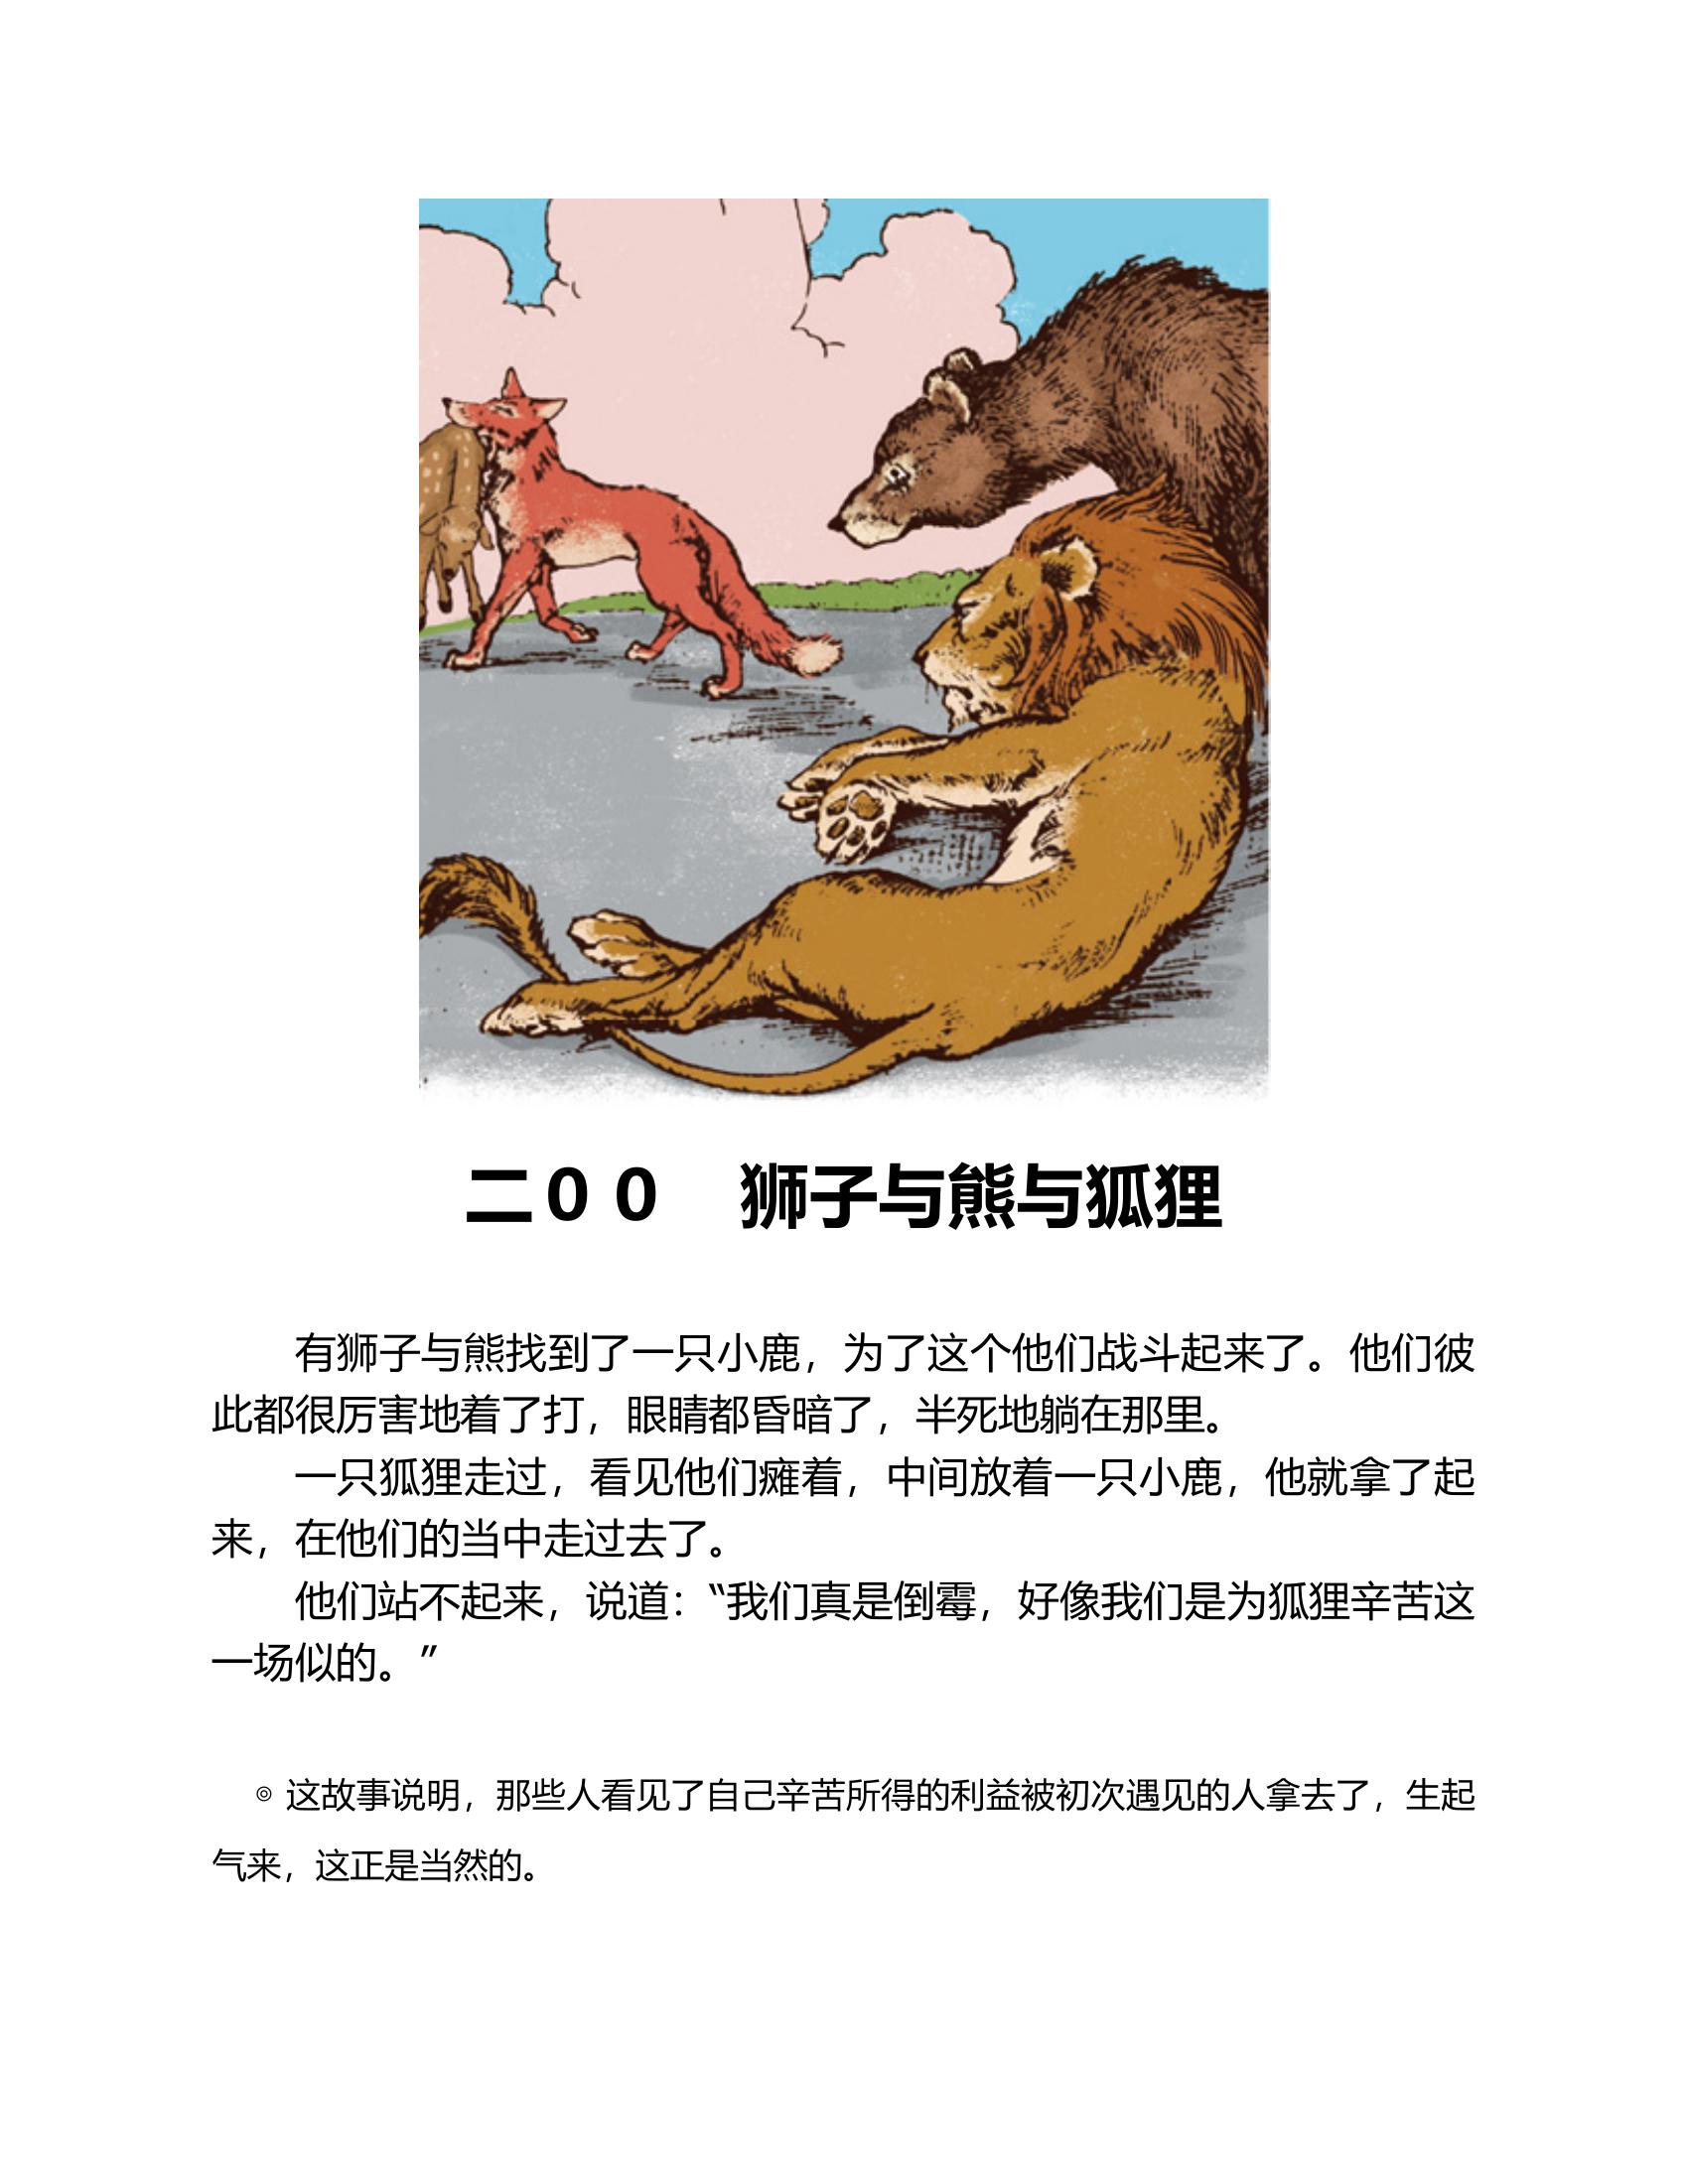 二００　狮子与熊与狐狸
有狮子与熊找到了一只小鹿，为了这个他们战斗起来了。他们彼
此都很厉害地着了打，眼睛都昏暗了，半死地躺在那里。
一只狐狸走过，看见他们瘫着，中间放着一只小鹿，他就拿了起
来，在他们的当中走过去了。
他们站不起来，说道：“我们真是倒霉，好像我们是为狐狸辛苦这
一场似的。”
◎ 这故事说明，那些人看见了自己辛苦所得的利益被初次遇见的人拿去了，生起
气来，这正是当然的。